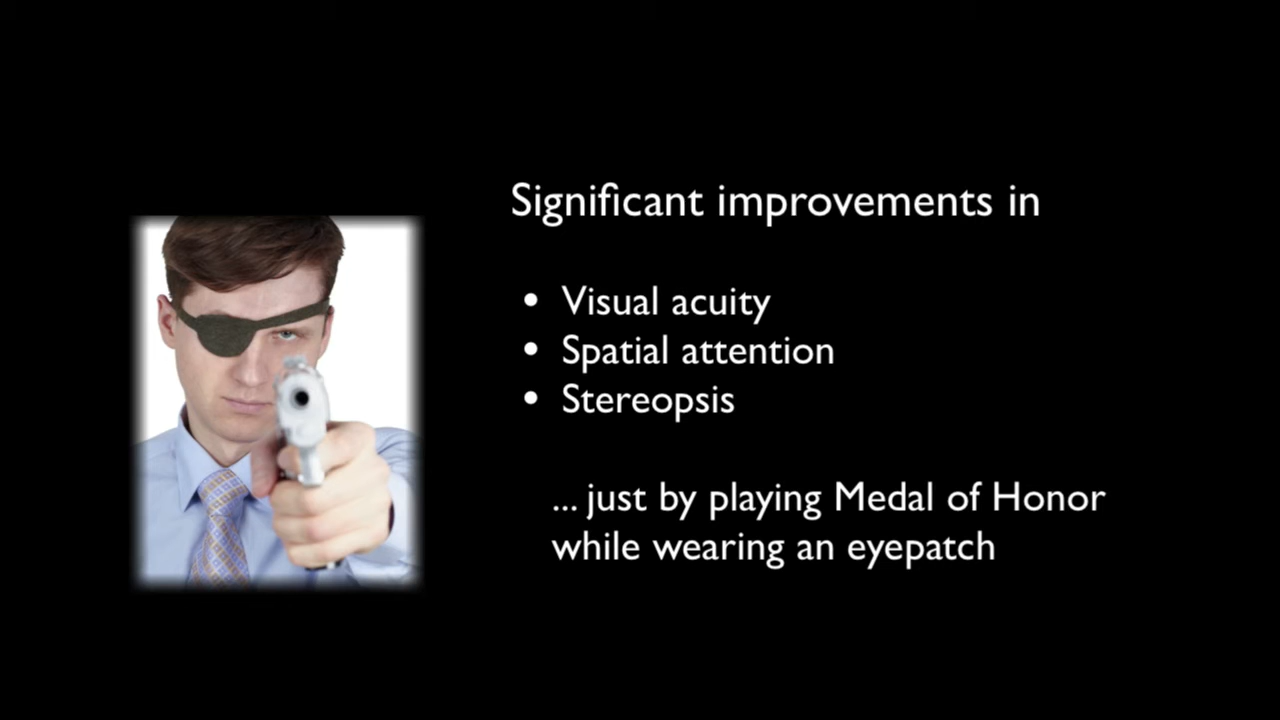 Significant improvements in
• Visual acuity
• Spatial attention
• Stereopsis
... just by playing Medal of Honor
while wearing an eyepatch